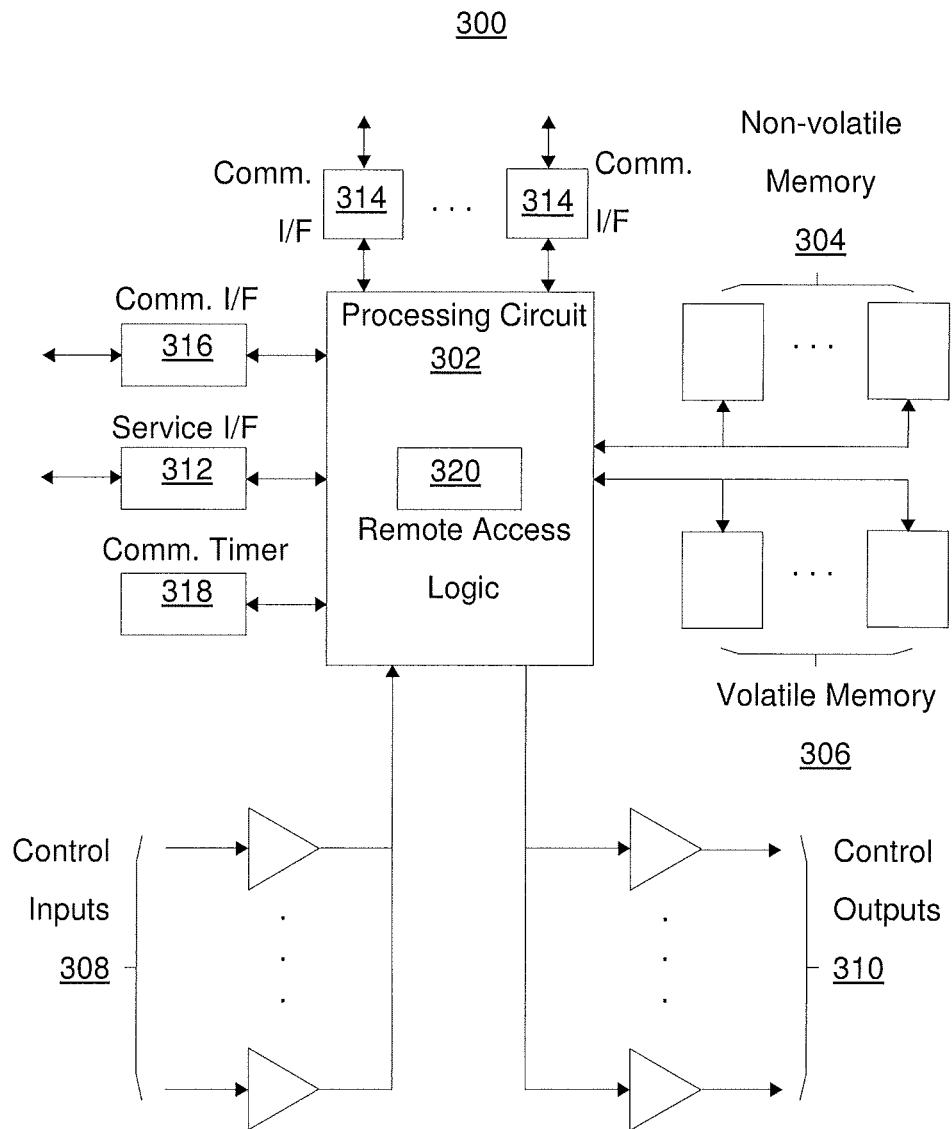 300
Comm.
I/F
314
. . .
314
Comm.
I/F
Non-volatile
Memory
304
. . .
Comm. I/F
316
Service I/F
312
Comm. Timer
318
Processing Circuit
302
320
Remote Access
Logic
. . .
Volatile Memory
306
Control
Inputs
308
Control
Outputs
310